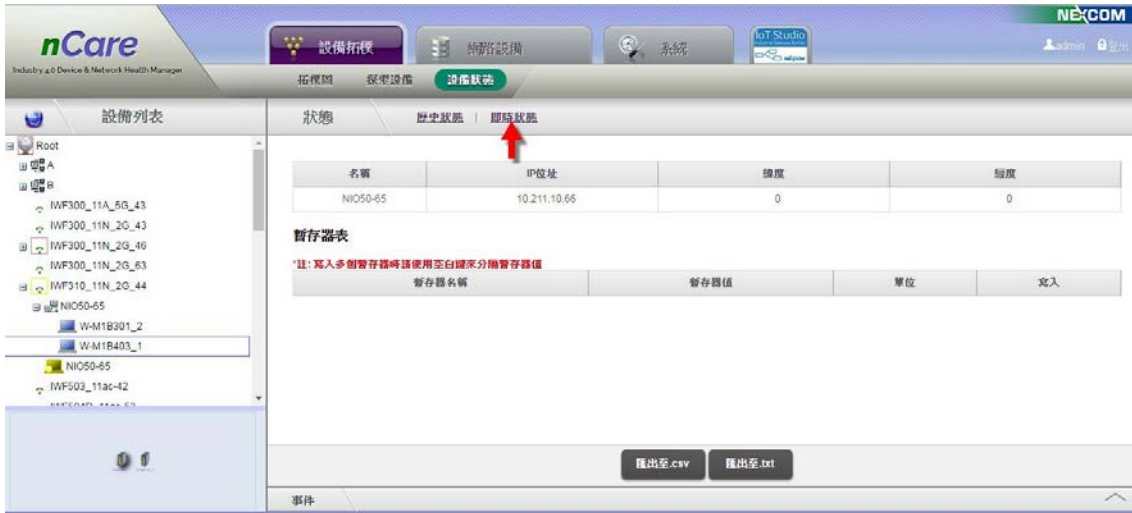 NEXCOM
nCare
Industry 4.0 Device & Network Health Manager
設備拓樸
網路設備
系統
IoT Studio
admin
登出
拓樸圖
探索設備
設備狀態
設備列表
狀態
歷史狀態 | 即時狀態
Root
A
B
IWF300_11A_5G_43
IWF300_11N_2G_43
IWF300_11N_2G_46
IWF300_11N_2G_63
IWF310_11N_2G_44
NIO50-65
W-M1B301_2
W-M1B403_1
NIO50-65
IWF503_11ac-42
名稱 IP位址 緯度 經度
NIO50-65 10.211.10.66 0 0
暫存器表
*註: 寫入多個暫存器時請使用空白鍵來分隔暫存器值
暫存器名稱 暫存器值 單位 寫入
匯出至.csv 匯出至.txt
事件